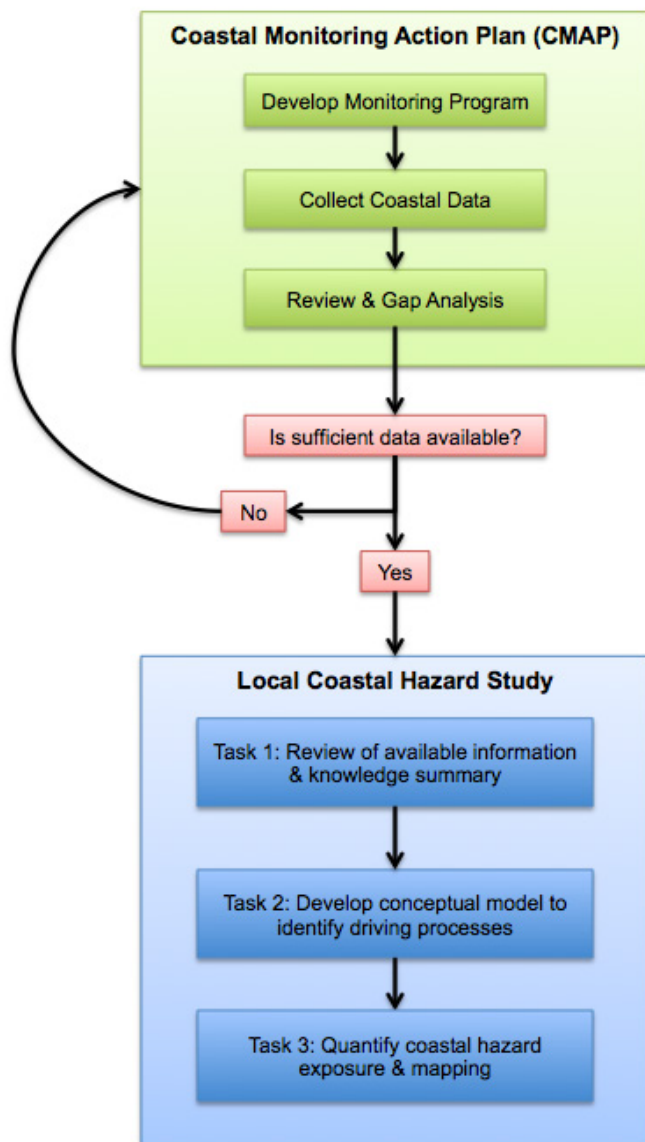 Coastal Monitoring Action Plan (CMAP)
Develop Monitoring Program
Collect Coastal Data
Review & Gap Analysis
Is sufficient data available?
No
Yes
Local Coastal Hazard Study
Task 1: Review of available information
& knowledge summary
Task 2: Develop conceptual model to
identify driving processes
Task 3: Quantify coastal hazard
exposure & mapping